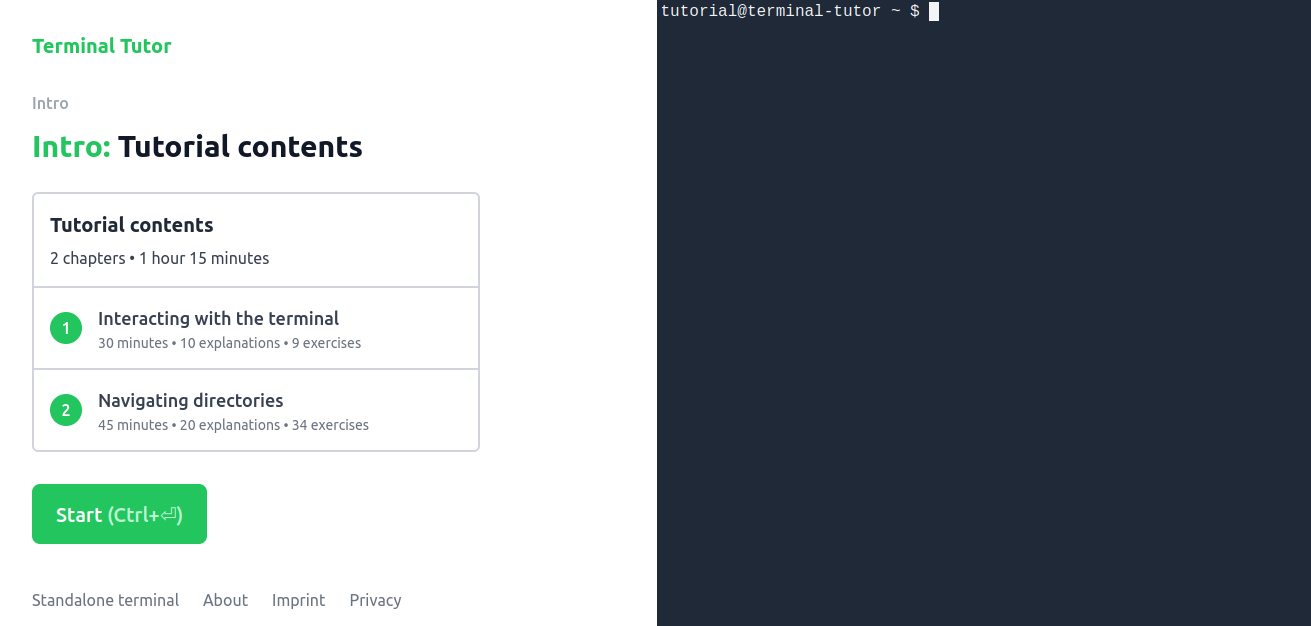 Terminal Tutor
Intro
Intro: Tutorial contents
Tutorial contents
2 chapters • 1 hour 15 minutes
1
Interacting with the terminal
30 minutes • 10 explanations • 9 exercises
2
Navigating directories
45 minutes • 20 explanations • 34 exercises
Start (Ctrl+⏎)
Standalone terminal About Imprint Privacy
tutorial@terminal-tutor ~ $